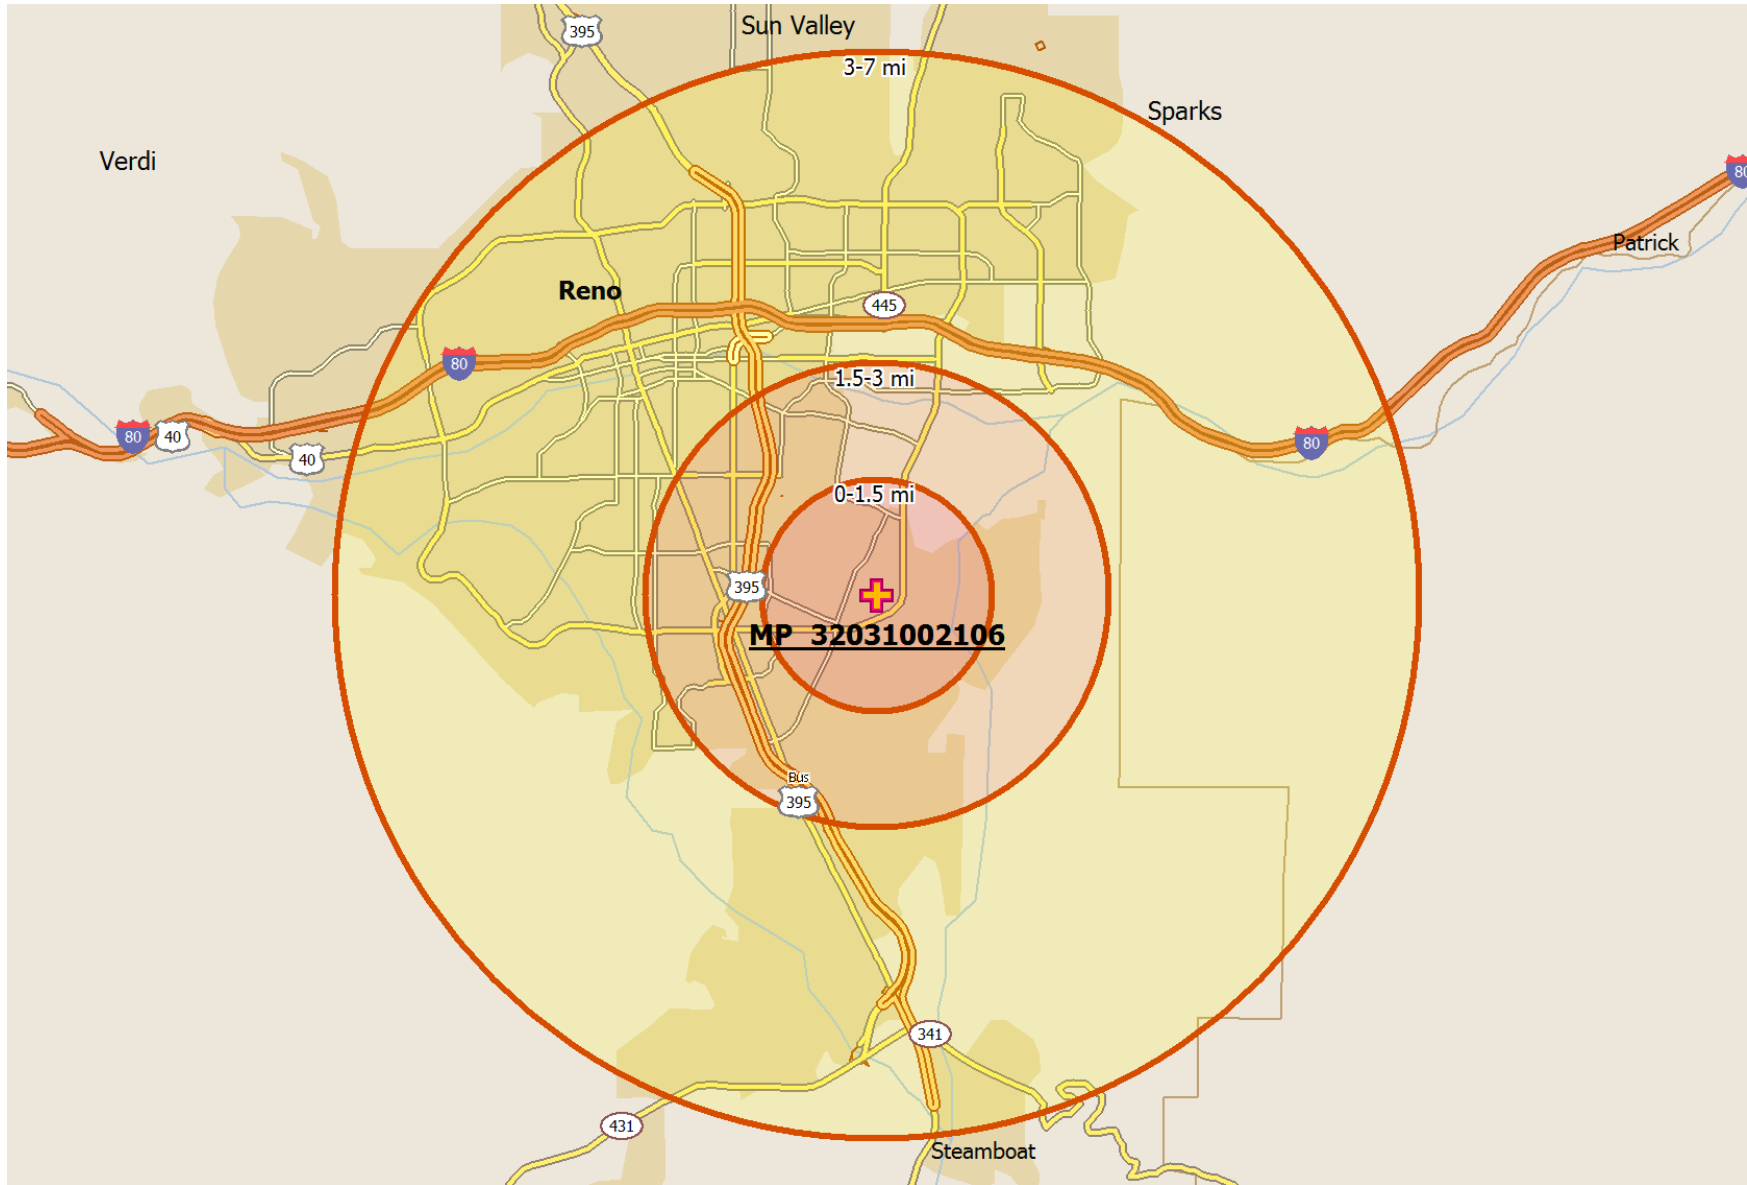 Sun Valley
395
3-7 mi
Sparks
Verdi
80
Patrick
Reno
445
80
1.5-3 mi
80
40
40
80
0-1.5 mi
395
MP 32031002106
Bus
395
341
431
Steamboat